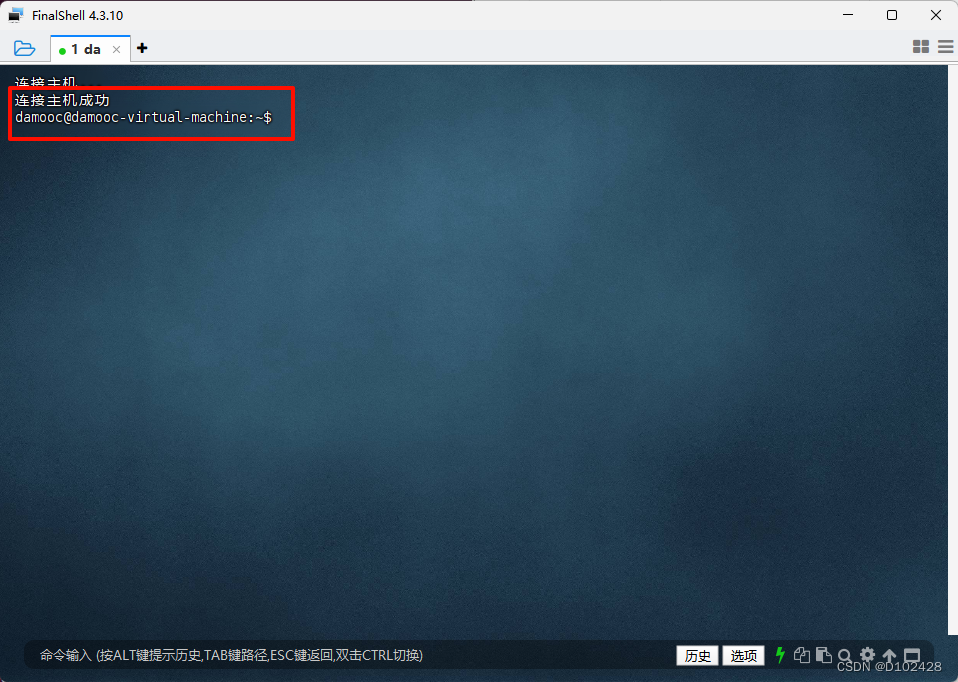 FinalShell 4.3.10
1 da
连接主机
连接主机成功
damooc@damooc-virtual-machine:~$
命令输入 (按ALT键提示历史,TAB键路径,ESC键返回,双击CTRL切换)
历史
选项
CSDN @D102428